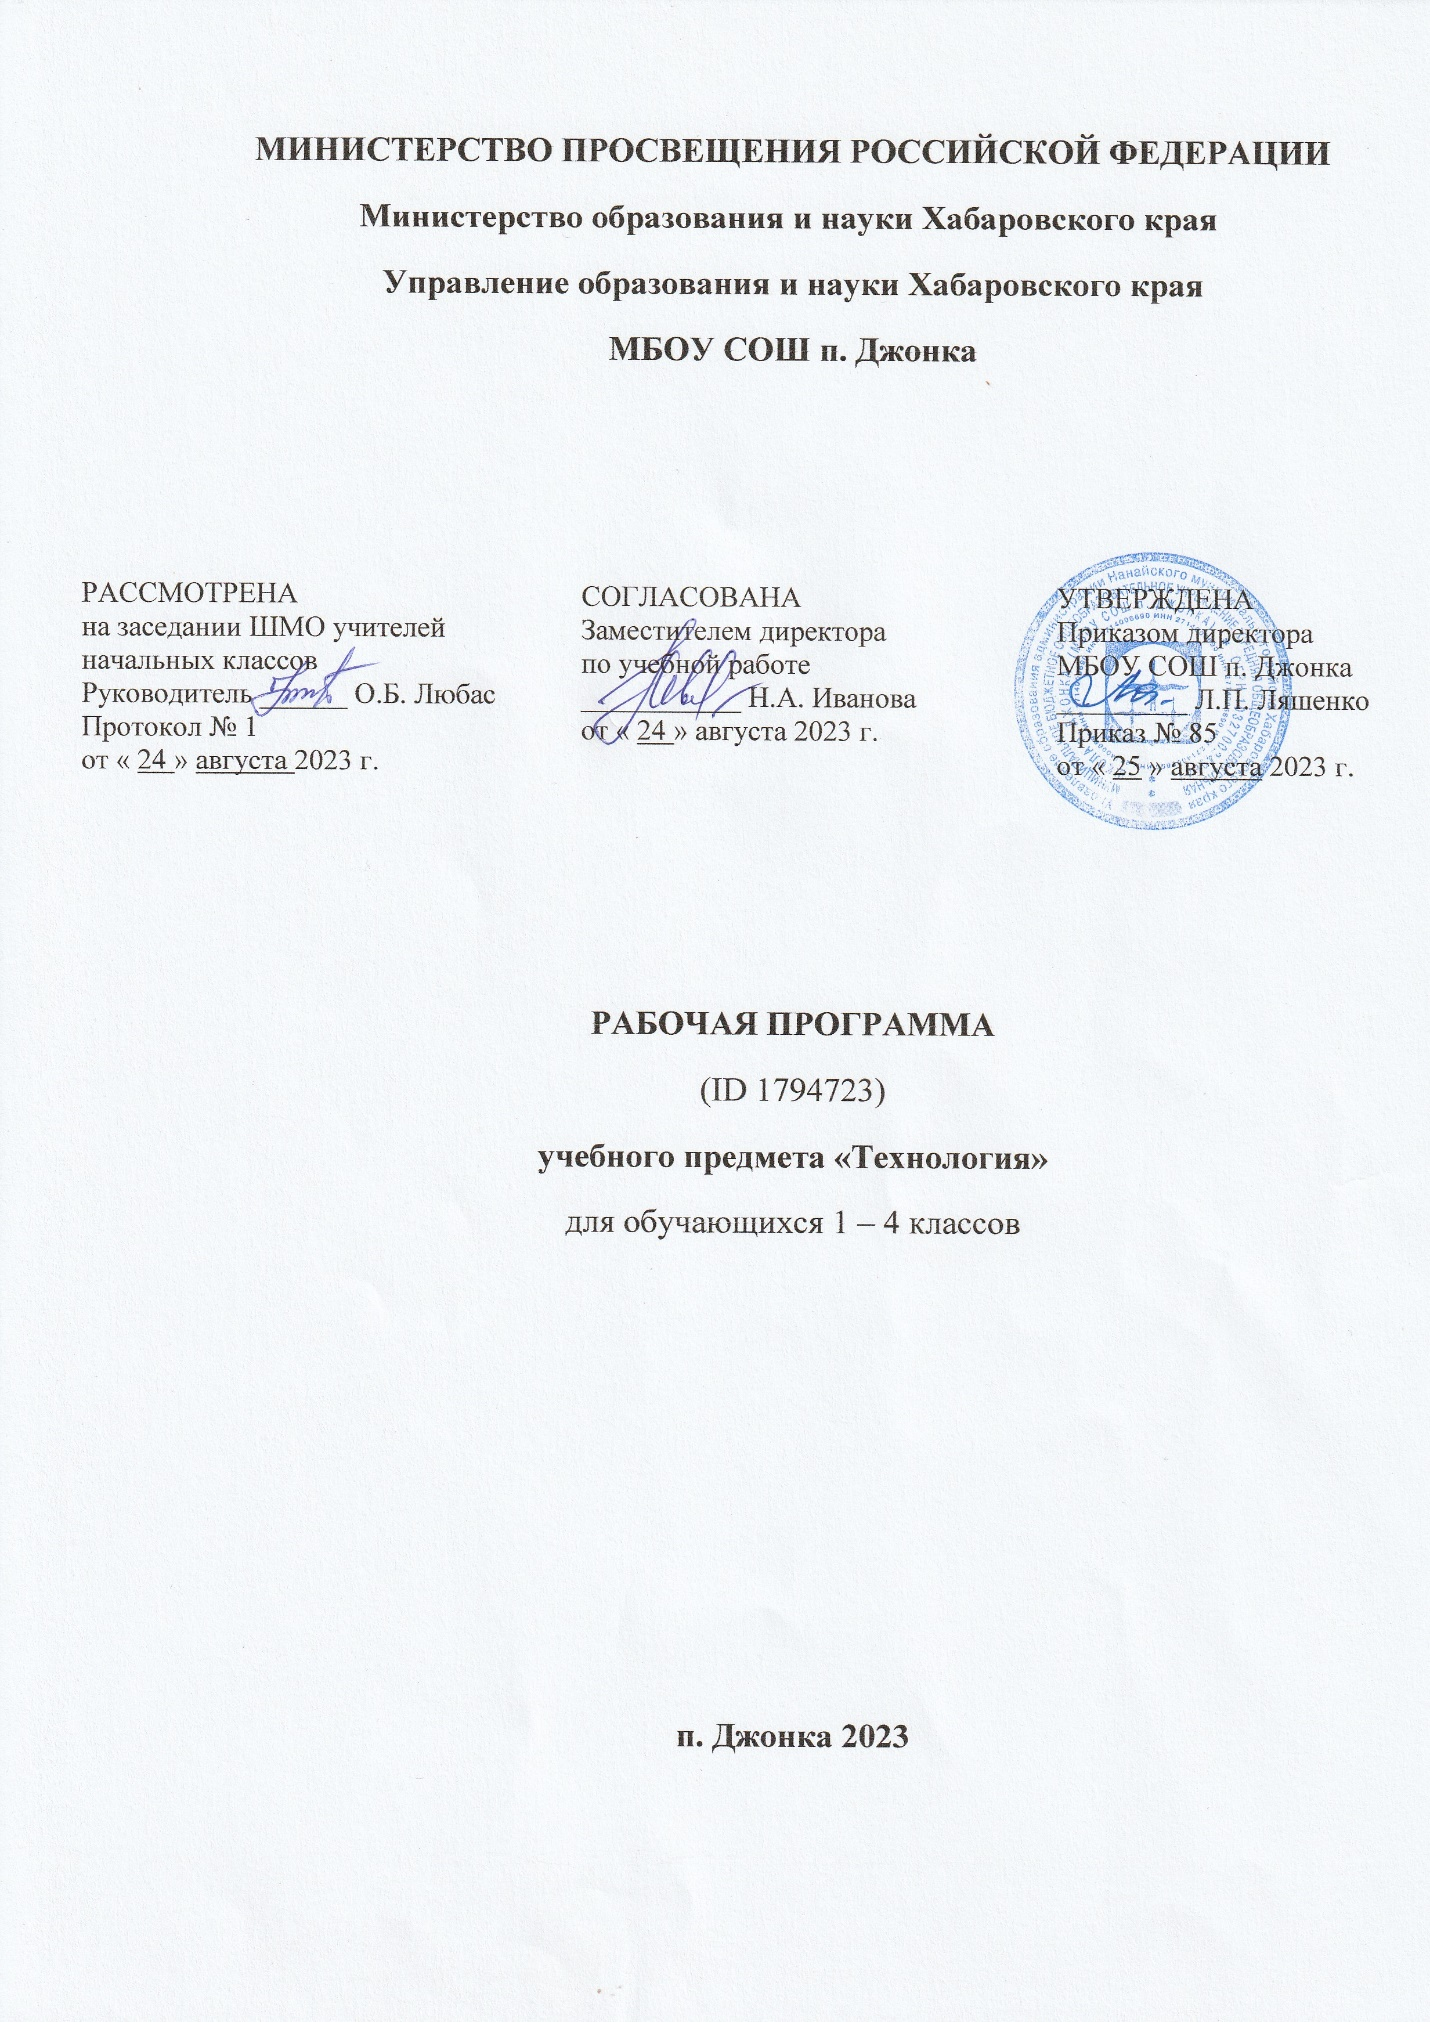 МИНИСТЕРСТВО ПРОСВЕЩЕНИЯ РОССИЙСКОЙ ФЕДЕРАЦИИ
Министерство образования и науки Хабаровского края
Управление образования и науки Хабаровского края
МБОУ СОШ п. Джонка
РАССМОТРЕНА
на заседании ШМО учителей
начальных классов
Руководитель ______ О.Б. Любас
Протокол № 1
от « 24 » августа 2023 г.
СОГЛАСОВАНА
Заместителем директора
по учебной работе
___________ Н.А. Иванова
от « 24 » августа 2023 г.
УТВЕРЖДЕНА
Приказом директора
МБОУ СОШ п. Джонка
_________ Л.П. Ляшенко
Приказ № 85
от « 25 » августа 2023 г.
РАБОЧАЯ ПРОГРАММА
(ID 1794723)
учебного предмета «Технология»
для обучающихся 1 – 4 классов
п. Джонка 2023